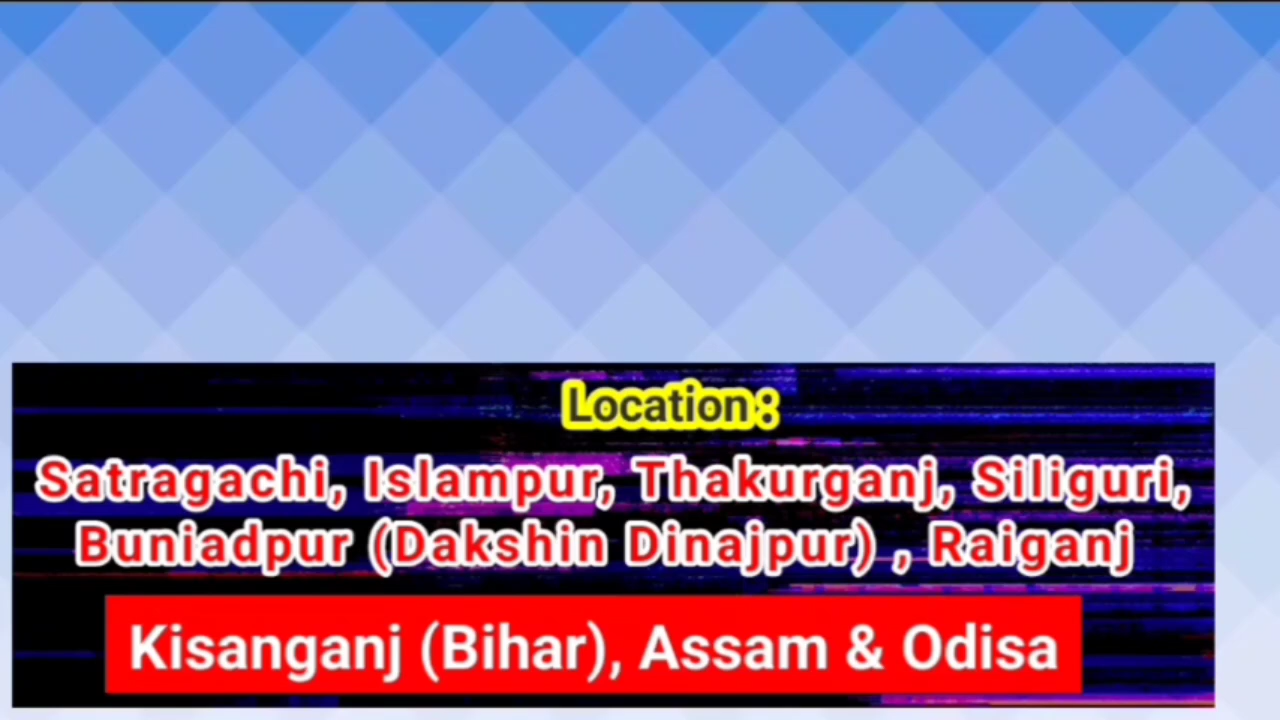 Location :
Satragachi, Islampur, Thakurganj, Siliguri,
Buniadpur (Dakshin Dinajpur) , Raiganj
Kisanganj (Bihar), Assam & Odisa